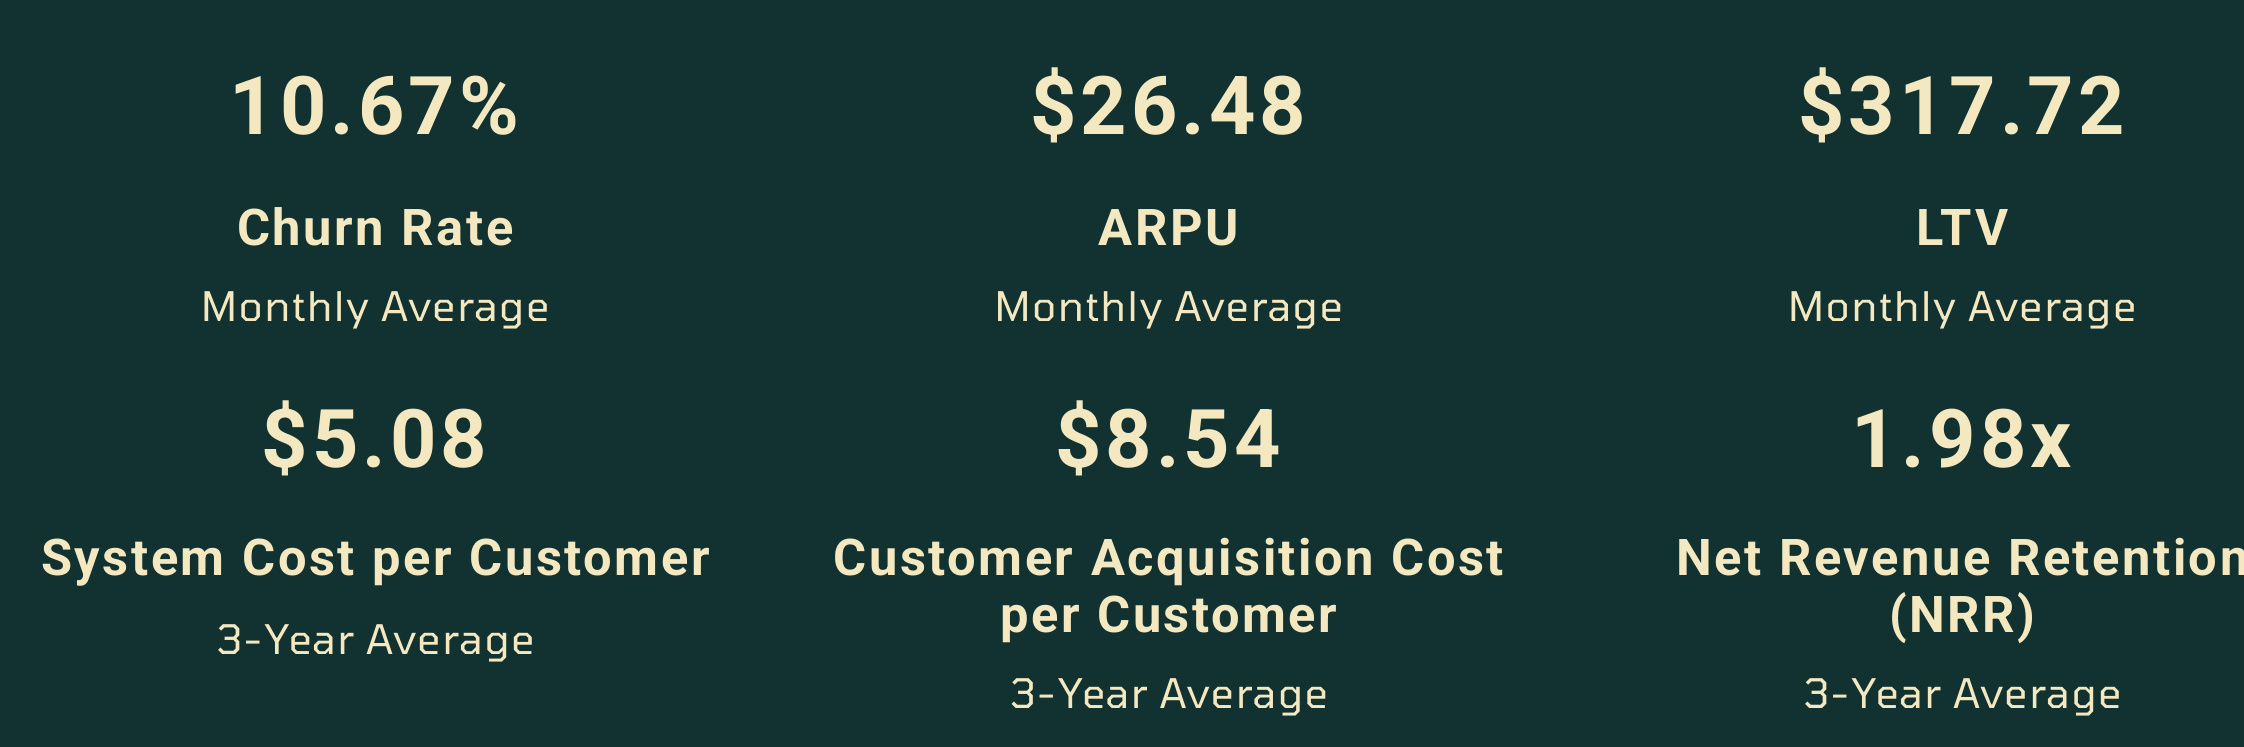 10.67%
$26.48
$317.72
Churn Rate
ARPU
LTV
Monthly Average
Monthly Average
Monthly Average
$5.08
$8.54
1.98x
System Cost per Customer
Customer Acquisition Cost
per Customer
Net Revenue Retention
(NRR)
3-Year Average
3-Year Average
3-Year Average